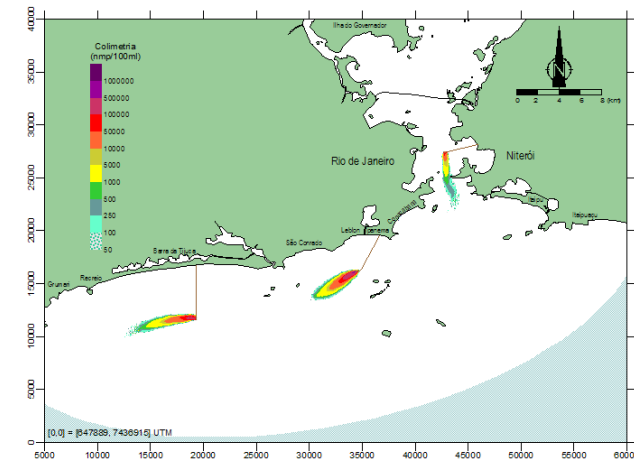 40000
35000
30000
25000
20000
15000
10000
5000
0
Colimetria
(nmp/100ml)
1000000
500000
100000
10000
5000
1000
500
250
100
50
Ilha do Governador
N
0 2 4 6 8 (km)
Rio de Janeiro
Niterói
Copacabana
Itaipu
Itaipuaçu
Leblon
Ipanema
São Conrado
Barra da Tijuca
Recreio
Grumari
[0,0] = [647889, 7436915] UTM
5000 10000 15000 20000 25000 30000 35000 40000 45000 50000 55000 60000